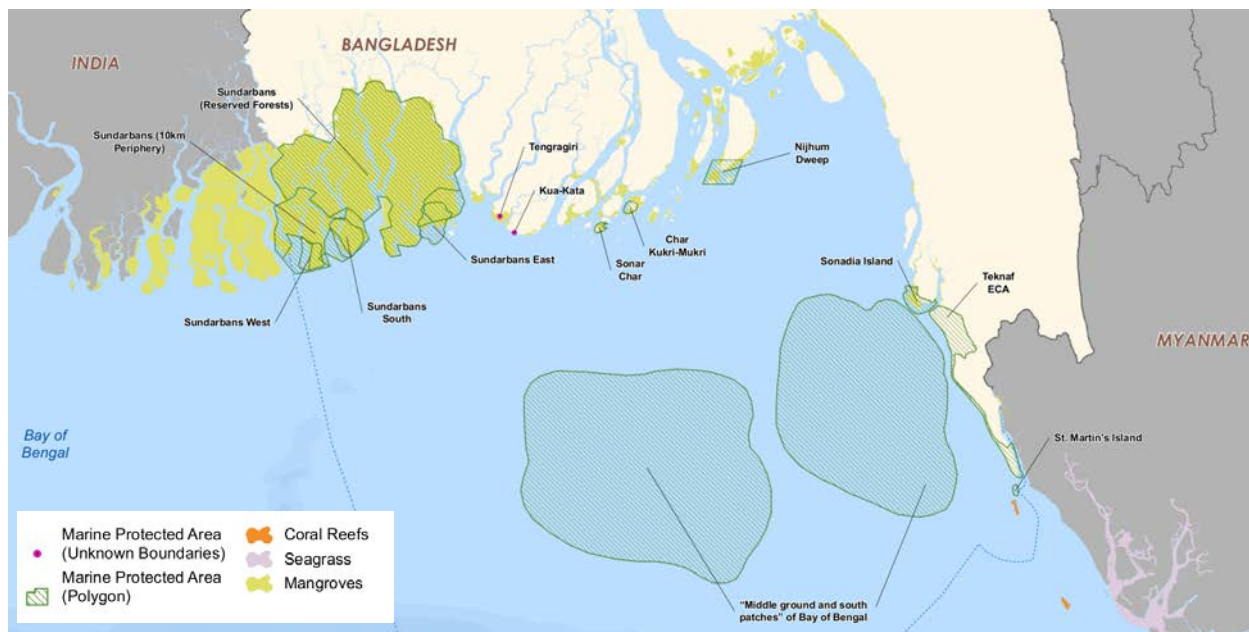 INDIA
BANGLADESH
Sundarbans
(Reserved Forests)
Sundarbans (10km
Periphery)
Tengragiri
Kua-Kata
Nijhum
Dweep
Char
Kukri-Mukri
Sonar
Char
Sundarbans East
Sundarbans
South
Sundarbans West
Sonadia Island
Teknaf
ECA
MYANMAR
Bay of
Bengal
St. Martin's Island
"Middle ground and south
patches" of Bay of Bengal
Marine Protected Area
(Unknown Boundaries)
Marine Protected Area
(Polygon)
Coral Reefs
Seagrass
Mangroves